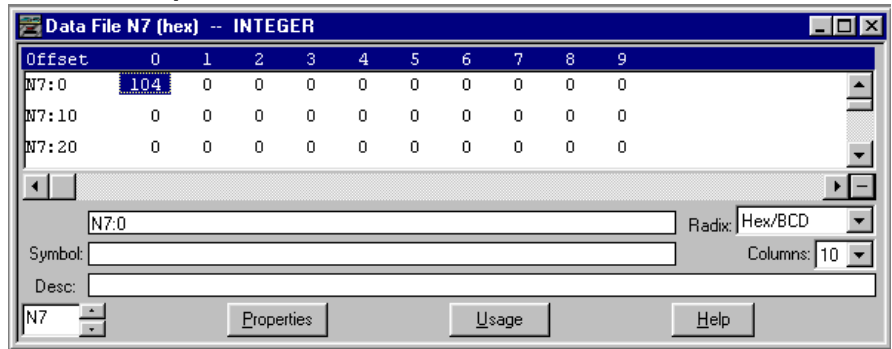 Data File N7 (hex) -- INTEGER
Offset 0 1 2 3 4 5 6 7 8 9
N7:0 104 0 0 0 0 0 0 0 0 0
N7:10 0 0 0 0 0 0 0 0 0 0
N7:20 0 0 0 0 0 0 0 0 0 0
N7:0 Radix: Hex/BCD
Symbol: Columns: 10
Desc:
N7 Properties Usage Help